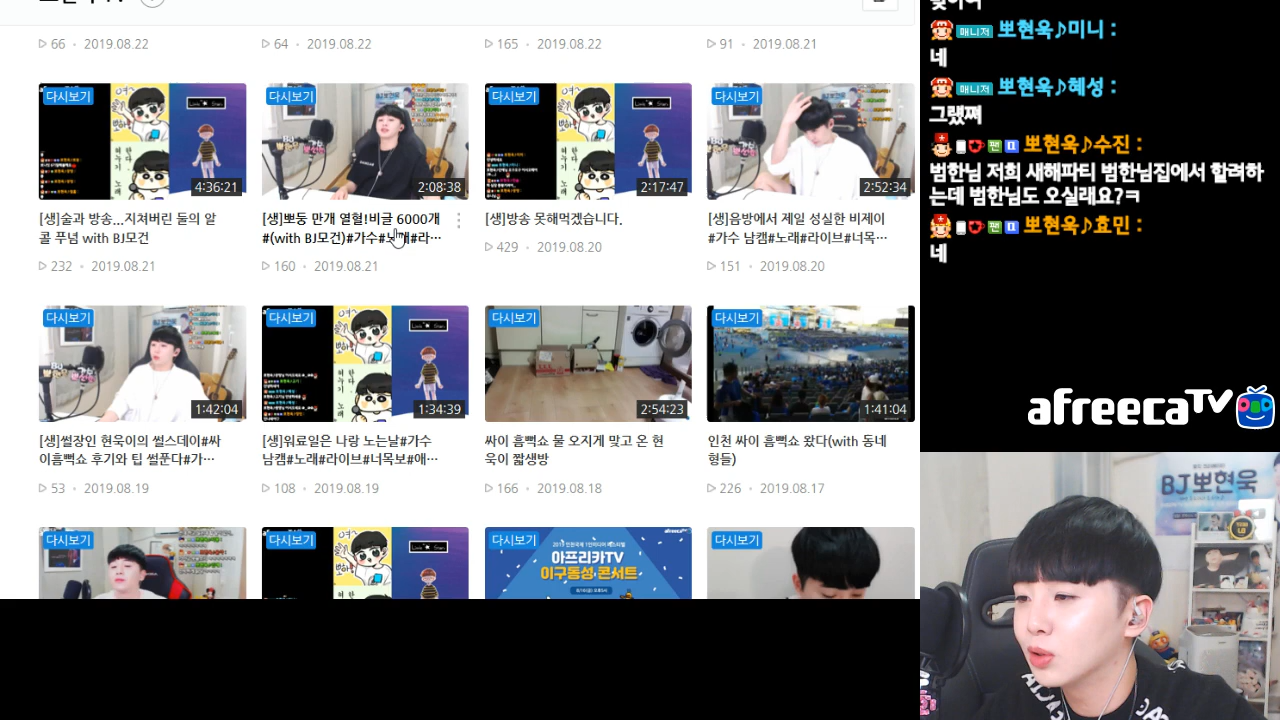 66 • 2019.08.22
64 • 2019.08.22
165 • 2019.08.22
91 • 2019.08.21
다시보기
4:36:21
[생]술과 방송...지쳐버린 둘의 알
콜 푸념 with BJ모건
232 • 2019.08.21
다시보기
2:08:38
[생]뽀둥 만개 열혈!비글 6000개
#(with BJ모건)#가수#노래#라…
160 • 2019.08.21
다시보기
2:17:47
[생]방송 못해먹겠습니다.
429 • 2019.08.20
다시보기
2:52:34
[생]음방에서 제일 성실한 비제이
#가수 남캠#노래#라이브#너목…
151 • 2019.08.20
다시보기
1:42:04
[생]썰장인 현욱이의 썰스데이#싸
이흠뻑쇼 후기와 팁 썰푼다#가…
53 • 2019.08.19
다시보기
1:34:39
[생]위료일은 나랑 노는날#가수
남캠#노래#라이브#너목보#애…
108 • 2019.08.19
다시보기
2:54:23
싸이 흠뻑쇼 물 오지게 맞고 온 현
욱이 짧생방
166 • 2019.08.18
다시보기
1:41:04
인천 싸이 흠뻑쇼 왔다(with 동네
형들)
226 • 2019.08.17
다시보기
다시보기
다시보기
afreecaTV
아프리카TV
이구동성 콘서트
다시보기
매니저 뽀현욱♪미니 :
네
매니저 뽀현욱♪혜성 :
그랬쪄
팬 뽀현욱♪수진 :
범한님 저희 새해파티 범한님집에서 할려하
는데 범한님도 오실래요?ㅋ
팬 뽀현욱♪효민 :
네
afreecaTV
BJ뽀현욱